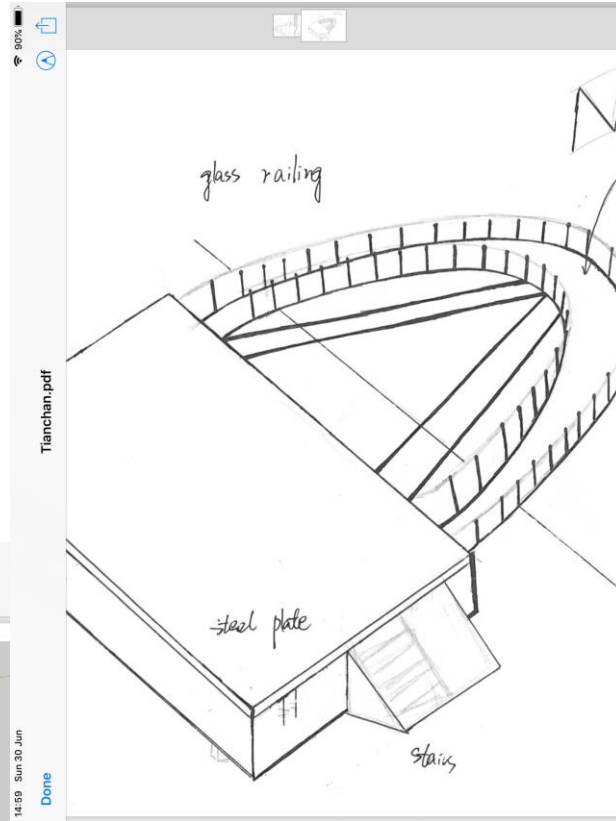 14:59 Sun 30 Jun
90%
Done
Tianchan.pdf
glass railing
steel plate
stairs